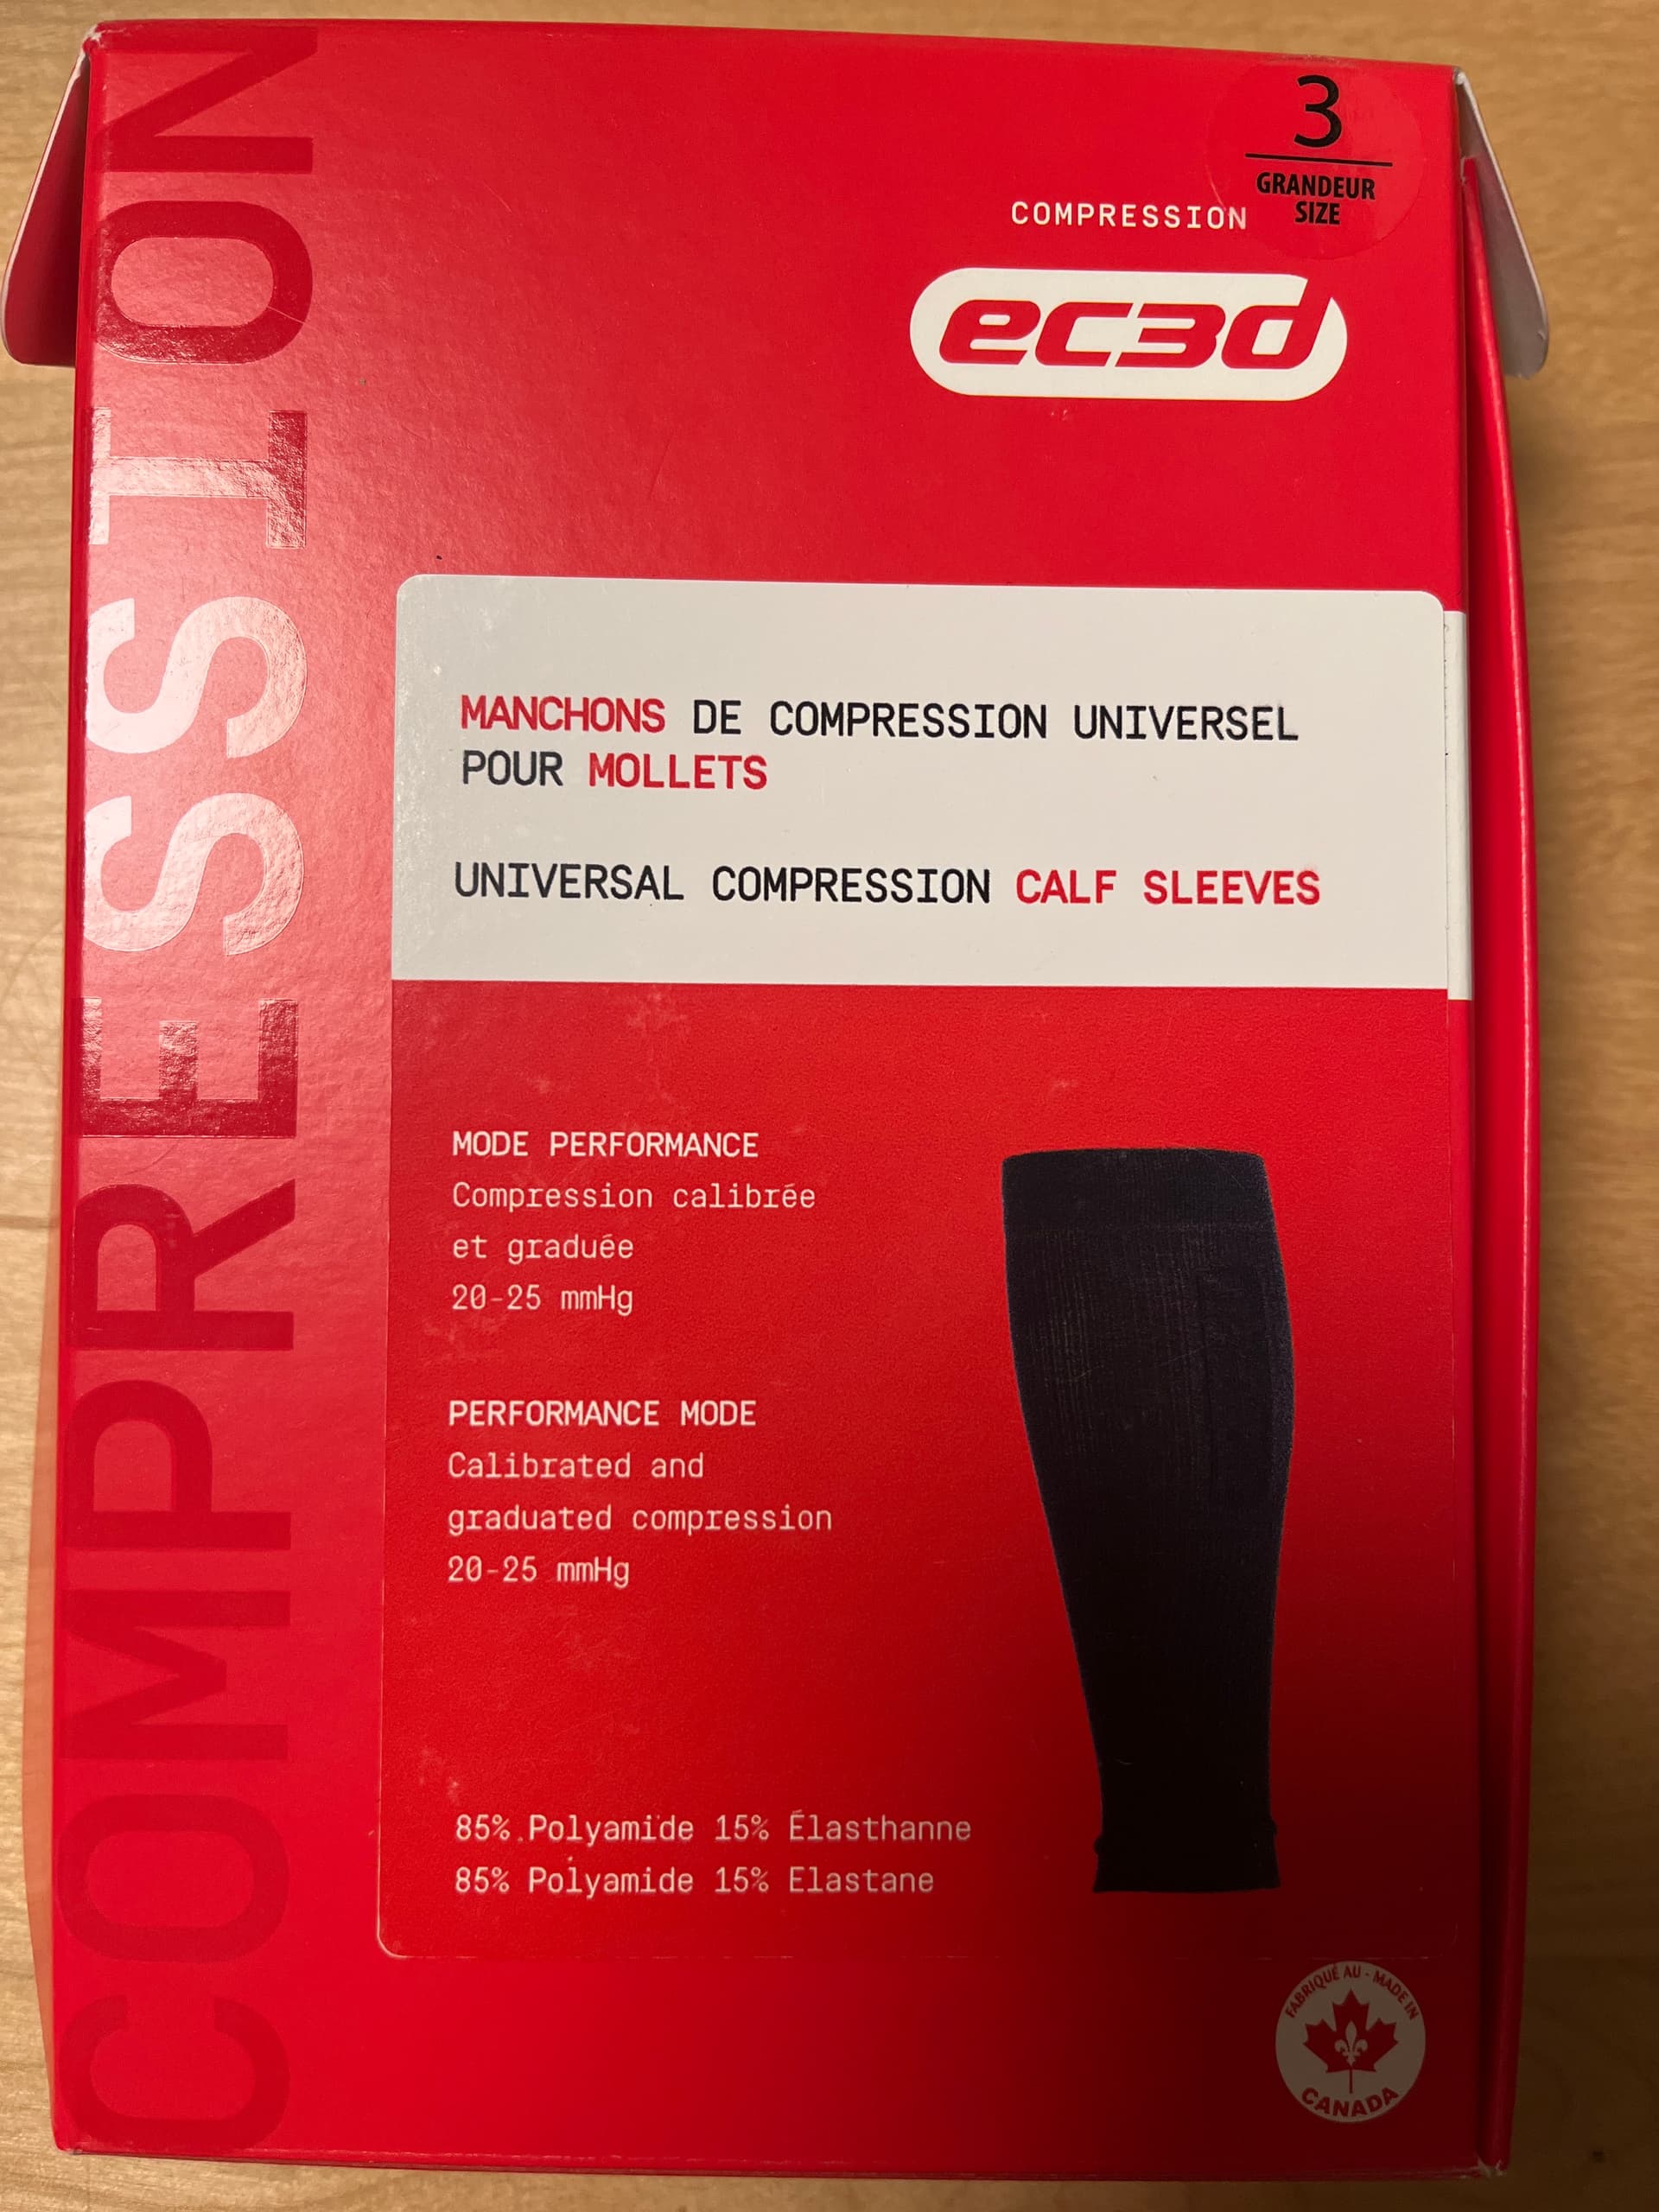 COMPRESSION
3
GRANDEUR
SIZE
COMPRESSION
ec3d
MANCHONS DE COMPRESSION UNIVERSEL
POUR MOLLETS
UNIVERSAL COMPRESSION CALF SLEEVES
MODE PERFORMANCE
Compression calibrée
et graduée
20-25 mmHg
PERFORMANCE MODE
Calibrated and
graduated compression
20-25 mmHg
85% Polyamide 15% Élasthanne
85% Polyamide 15% Elastane
FABRIQUÉ AU - MADE IN
CANADA